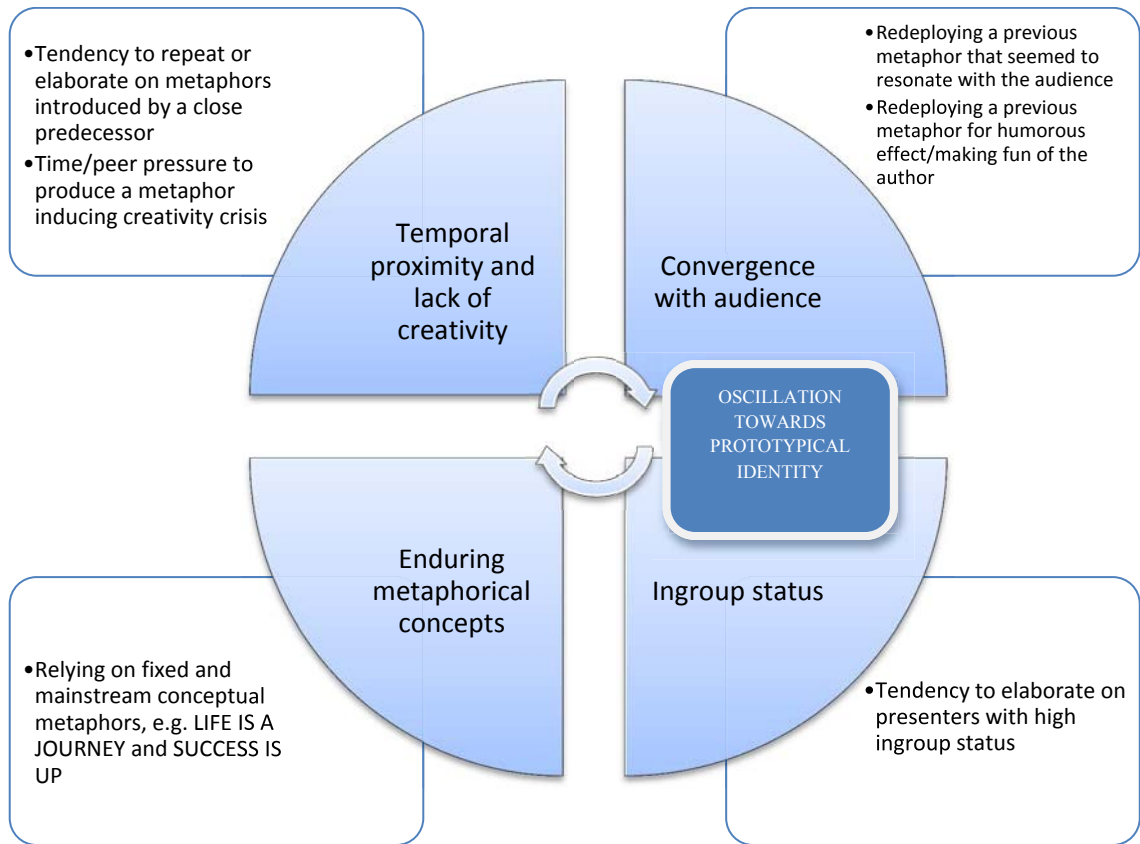 •Tendency to repeat or
elaborate on metaphors
introduced by a close
predecessor
•Time/peer pressure to
produce a metaphor
inducing creativity crisis
•Redeploying a previous
metaphor that seemed to
resonate with the audience
•Redeploying a previous
metaphor for humorous
effect/making fun of the
author
Temporal
proximity and
lack of
creativity
Convergence
with audience
OSCILLATION
TOWARDS
PROTOTYPICAL
IDENTITY
Enduring
metaphorical
concepts
Ingroup status
•Relying on fixed and
mainstream conceptual
metaphors, e.g. LIFE IS A
JOURNEY and SUCCESS IS
UP
•Tendency to elaborate on
presenters with high
ingroup status